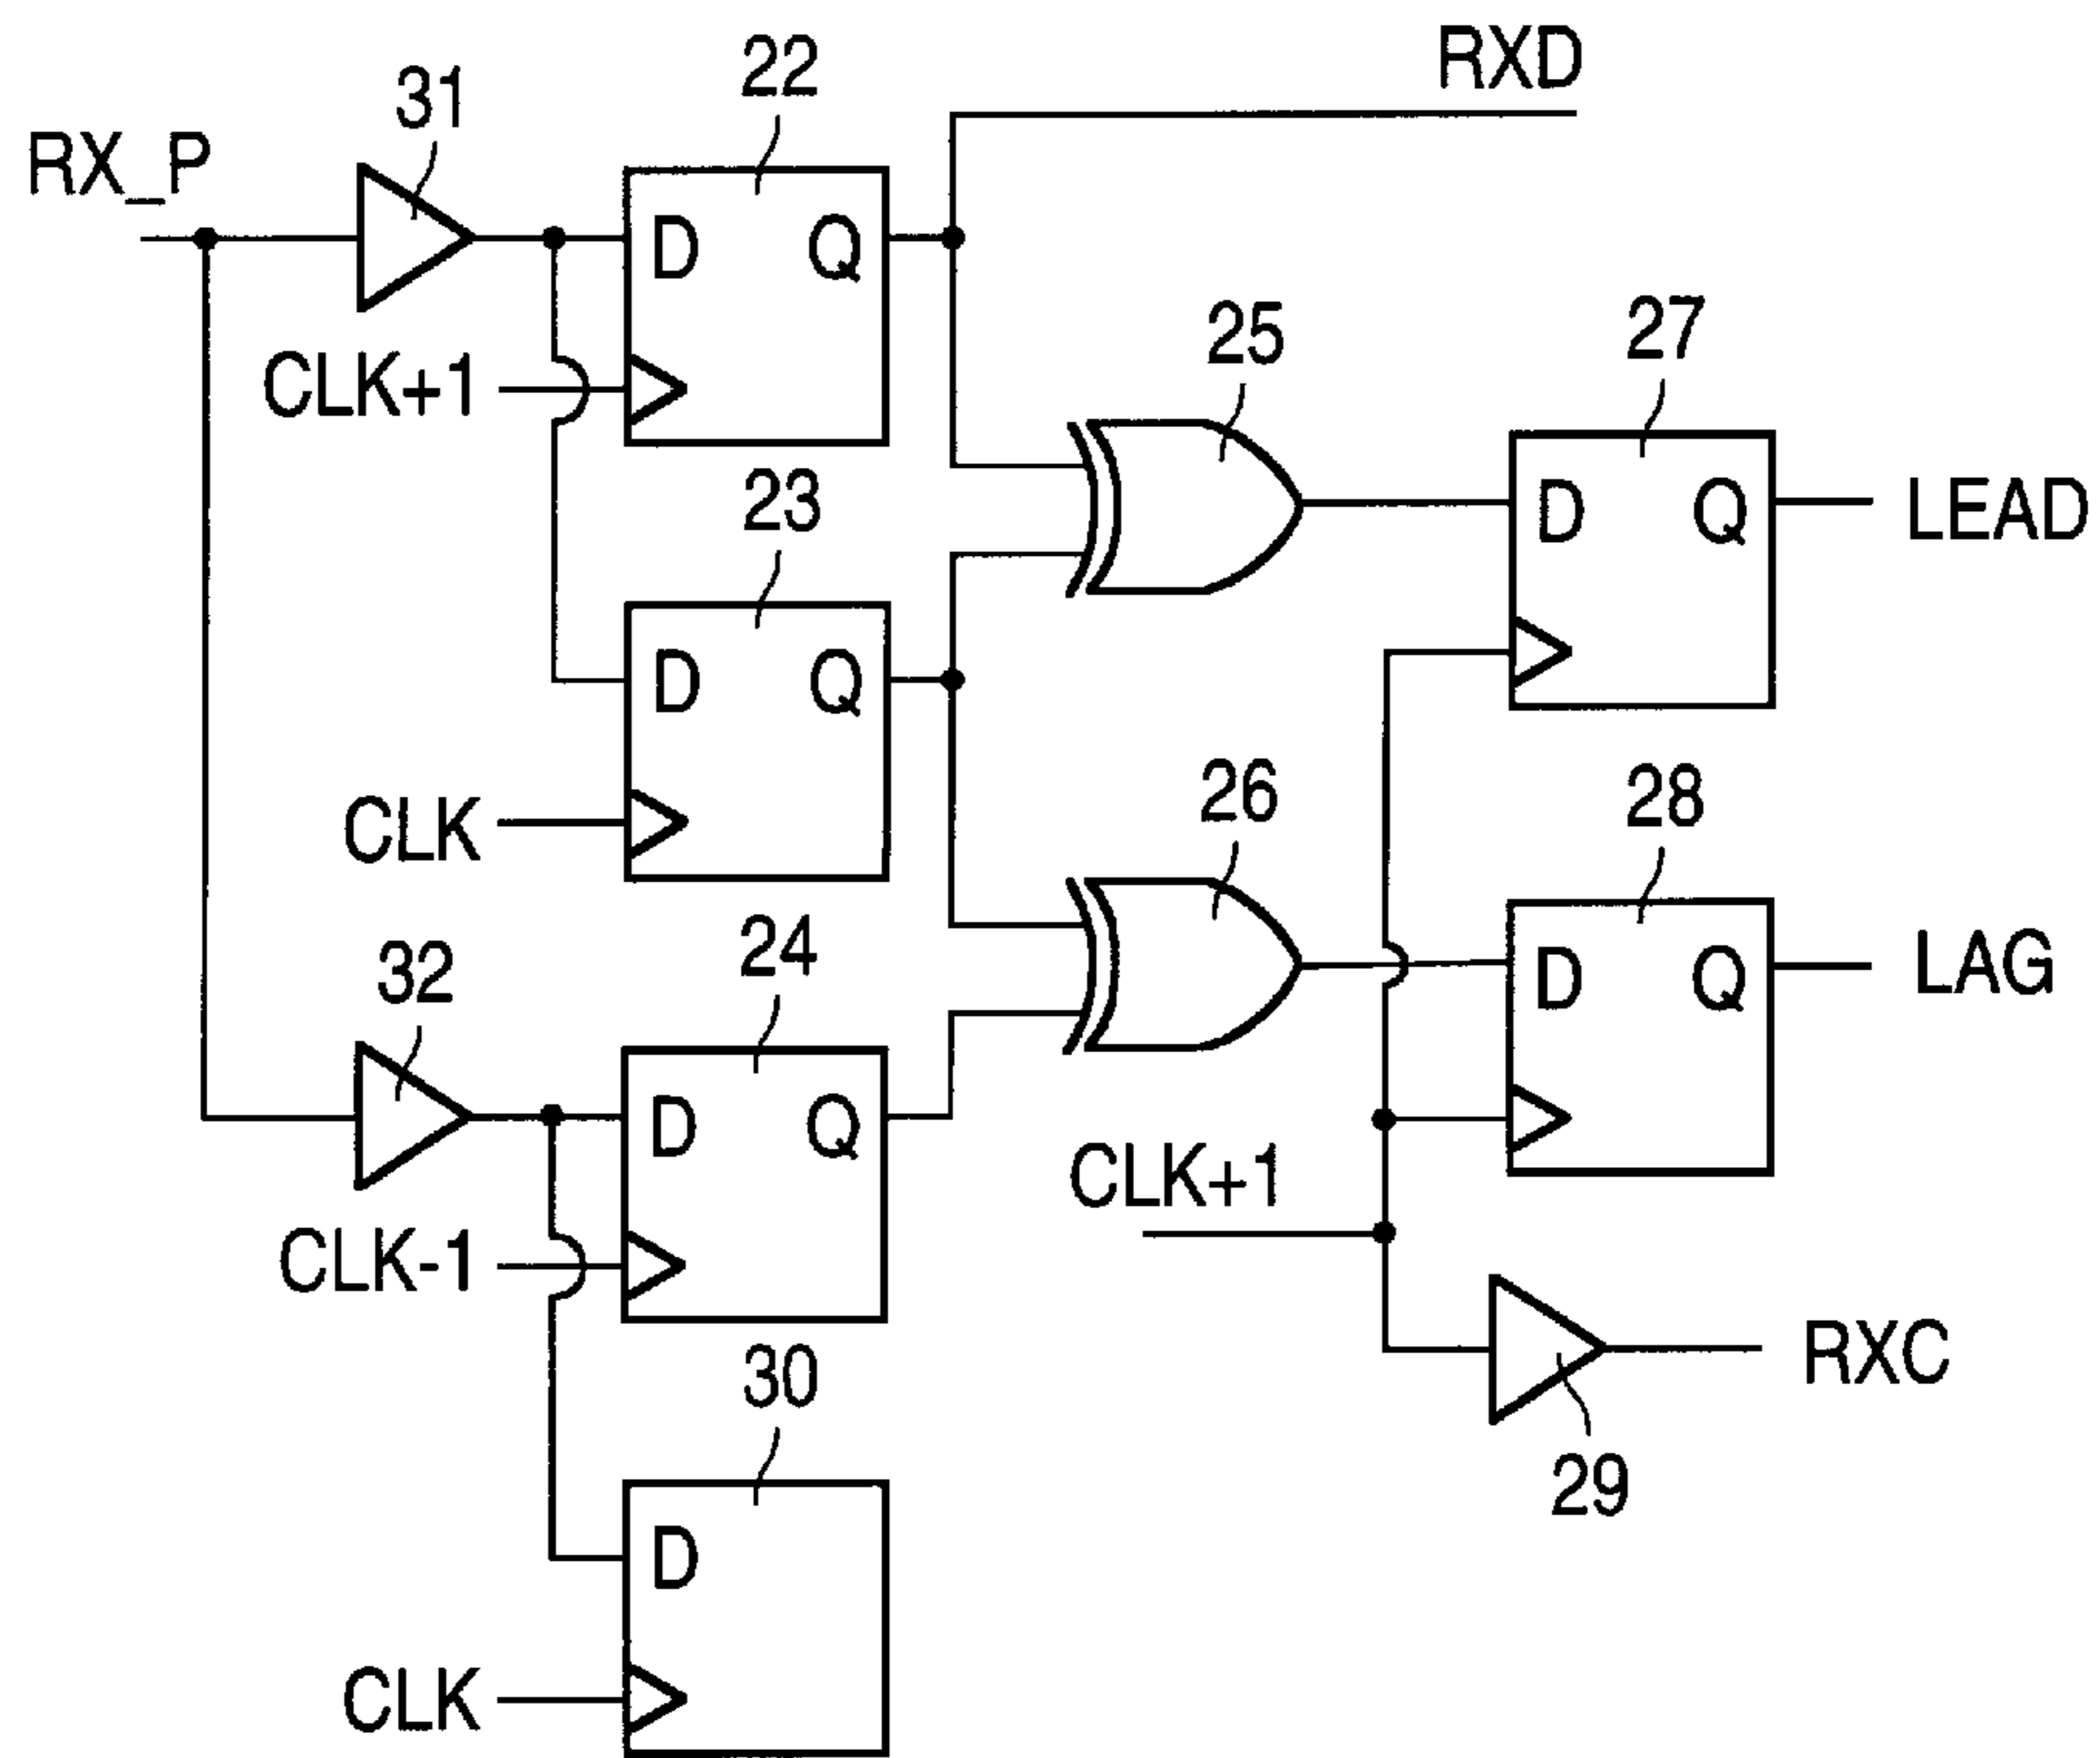 RXD
22
31
RX_P
D Q
CLK+1
25
27
23
D Q
LEAD
D Q
CLK
26
28
24
32
D Q
LAG
D Q
CLK+1
CLK-1
RXC
30
29
D
CLK